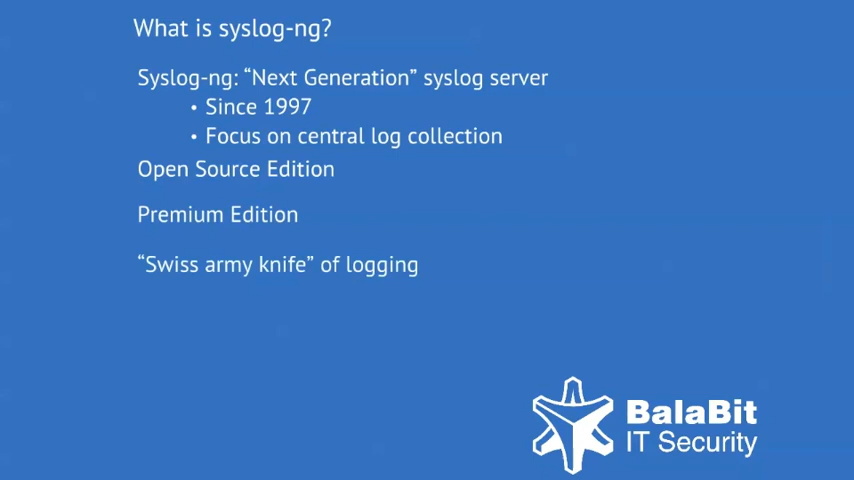 What is syslog-ng?
Syslog-ng: “Next Generation” syslog server
• Since 1997
• Focus on central log collection
Open Source Edition
Premium Edition
“Swiss army knife” of logging
BalaBit
IT Security